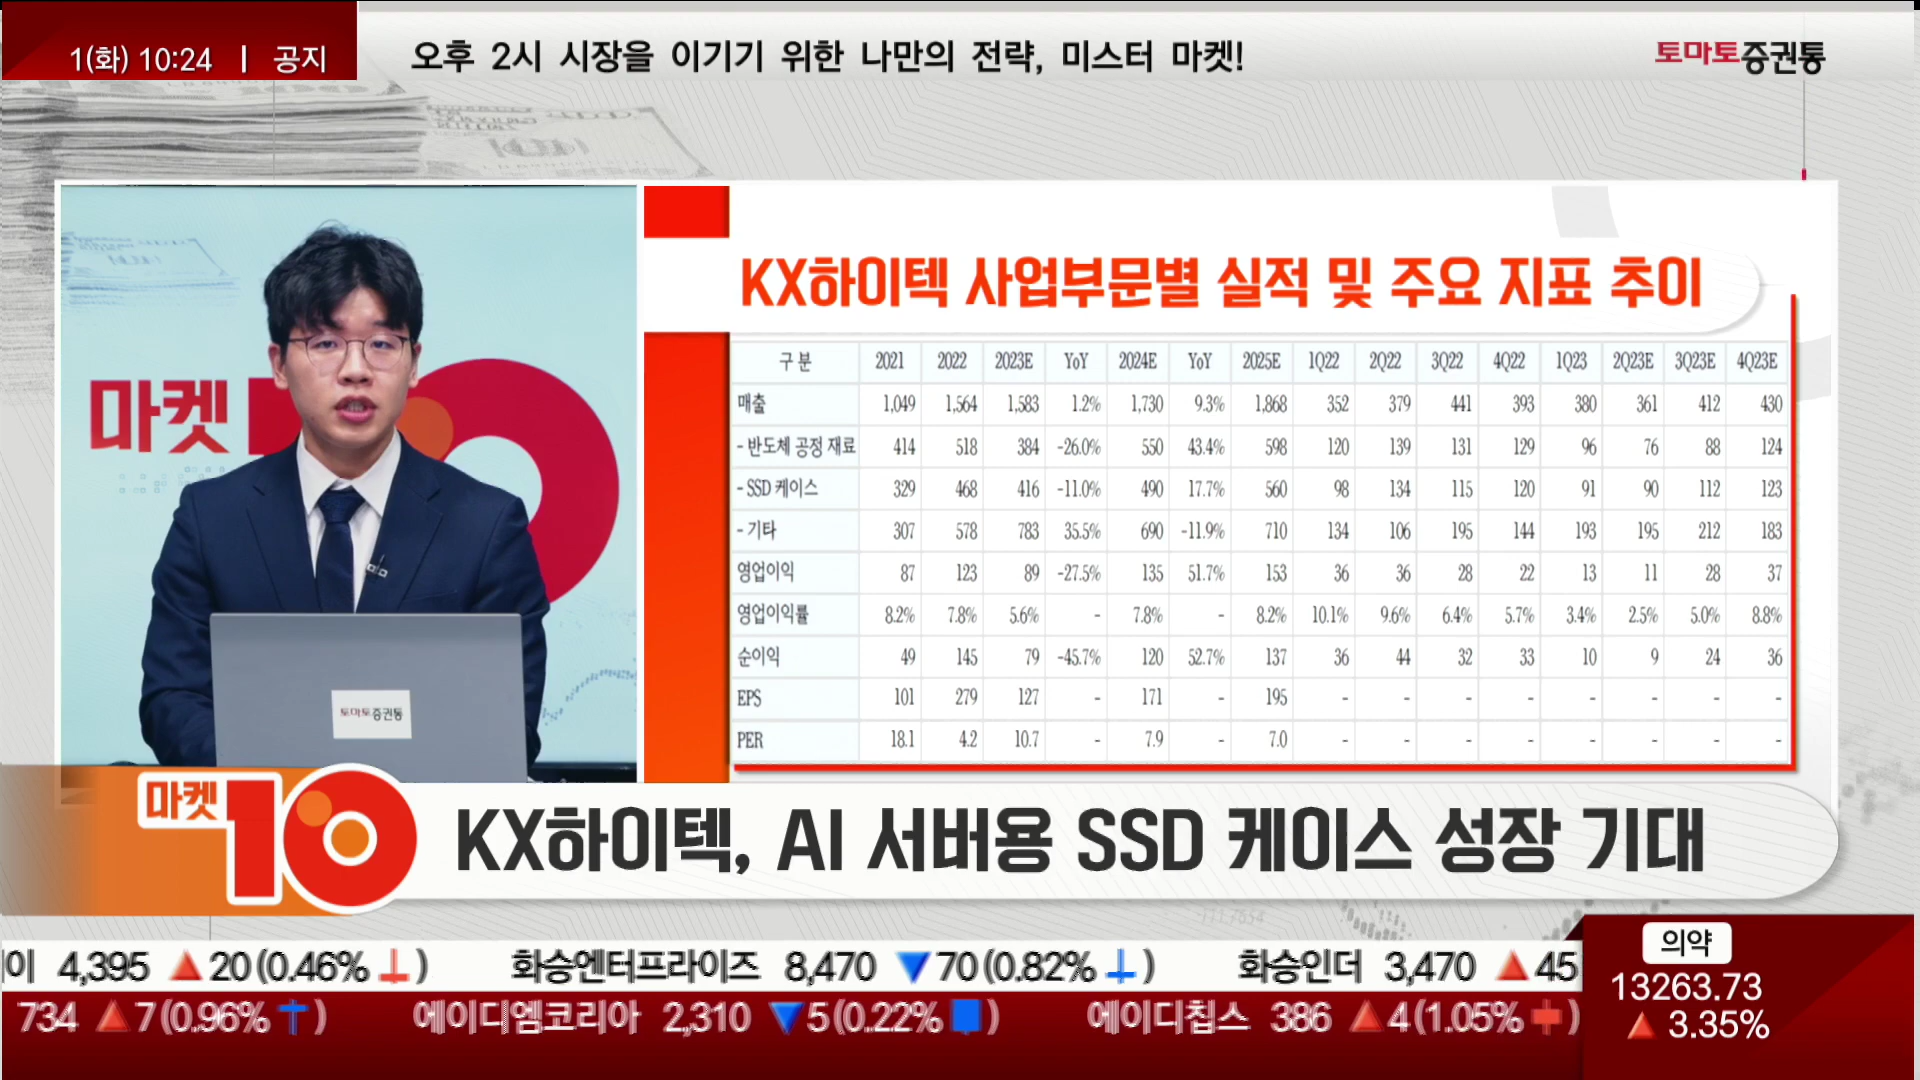 1(화) 10:24 | 공지
오후 2시 시장을 이기기 위한 나만의 전략, 미스터 마켓!
토마토증권통
마켓
KX하이텍 사업부문별 실적 및 주요 지표 추이
구분 2021 2022 2023E YoY 2024E YoY 2025E 1Q22 2Q22 3Q22 4Q22 1Q23 2Q23E 3Q23E 4Q23E
매출 1,049 1,564 1,583 1.2% 1,730 9.3% 1,868 352 379 441 393 380 361 412 430
- 반도체 공정 재료 414 518 384 -26.0% 550 43.4% 598 120 139 131 129 96 76 88 124
- SSD 케이스 329 468 416 -11.0% 490 17.7% 560 98 134 115 120 91 90 112 123
- 기타 307 578 783 35.5% 690 -11.9% 710 134 106 195 144 193 195 212 183
영업이익 87 123 89 -27.5% 135 51.7% 153 36 36 28 22 13 11 28 37
영업이익률 8.2% 7.8% 5.6% - 7.8% - 8.2% 10.1% 9.6% 6.4% 5.7% 3.4% 2.5% 5.0% 8.8%
순이익 49 145 79 -45.7% 120 52.7% 137 36 44 32 33 10 9 24 36
EPS 101 279 127 - 171 - 195 - - - - - - - -
PER 18.1 4.2 10.7 - 7.9 - 7.0 - - - - - - - -
토마토증권통
마켓 10
KX하이텍, AI 서버용 SSD 케이스 성장 기대
이 4,395 ▲20(0.46% ) 화승엔터프라이즈 8,470 ▼70(0.82% ) 화승인더 3,470 ▲45
734 ▲7(0.96% ) 에이디엠코리아 2,310 ▼5(0.22% ) 에이디칩스 386 ▲4(1.05% )
의약
13263.73
▲ 3.35%